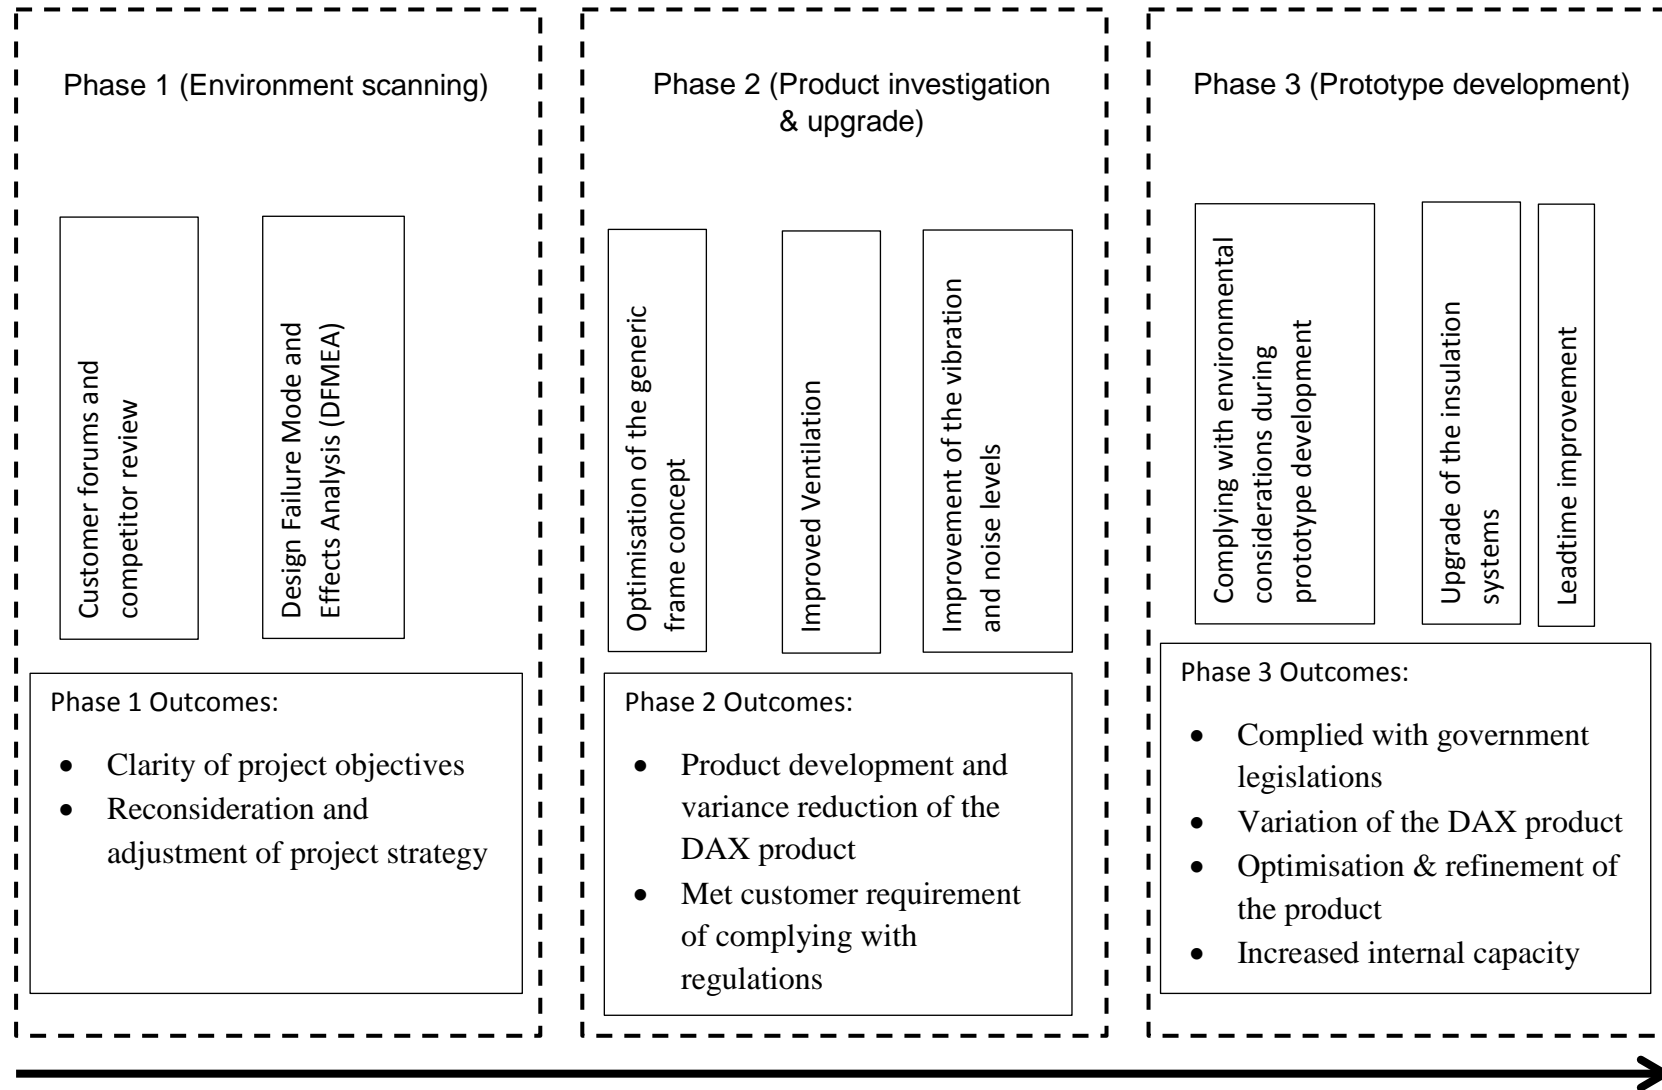 Phase 1 (Environment scanning)
Customer forums and
competitor review
Design Failure Mode and
Effects Analysis (DFMEA)
Phase 1 Outcomes:
• Clarity of project objectives
• Reconsideration and
adjustment of project strategy
Phase 2 (Product investigation
& upgrade)
Optimisation of the generic
frame concept
Improved Ventilation
Improvement of the vibration
and noise levels
Phase 2 Outcomes:
• Product development and
variance reduction of the
DAX product
• Met customer requirement
of complying with
regulations
Phase 3 (Prototype development)
Complying with environmental
considerations during
prototype development
Upgrade of the insulation
systems
Leadtime improvement
Phase 3 Outcomes:
• Complied with government
legislations
• Variation of the DAX product
• Optimisation & refinement of
the product
• Increased internal capacity